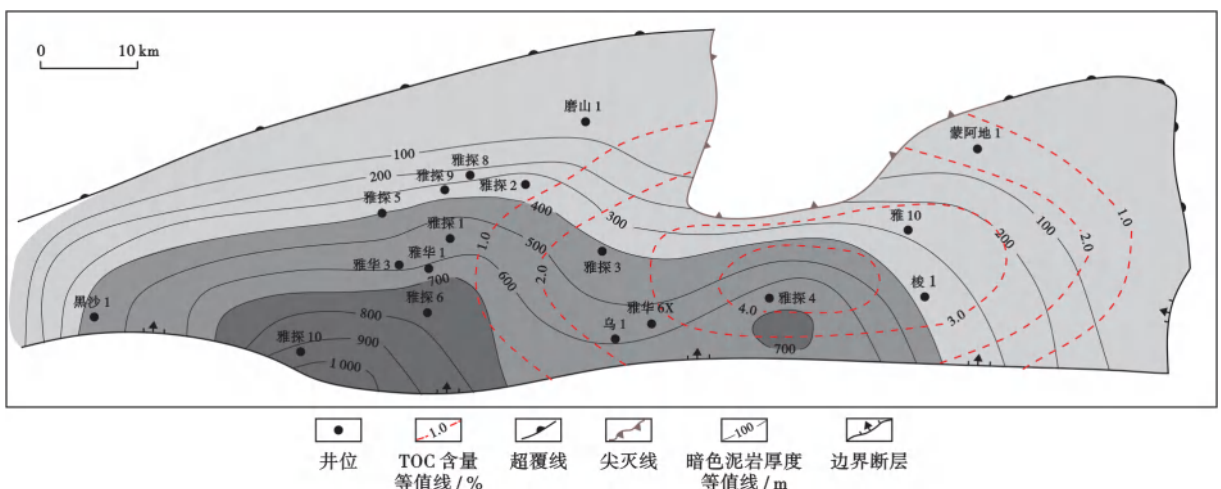 0 10 km
磨山 1
蒙阿地 1
100
雅探 8
200
雅探 9
雅探 2
雅探 5
400
300
100
1.0
雅 10
200
2.0
雅探 1
1.0
500
雅探 3
雅华 3
雅华 1
700
600
2.0
黑沙 1
雅探 6
雅华 6X
雅探 4
梭 1
4.0
3.0
800
乌 1
雅探 10
900
700
1 000
1.0
100
井位
TOC 含量
等值线 / %
超覆线
尖灭线
暗色泥岩厚度
等值线 / m
边界断层